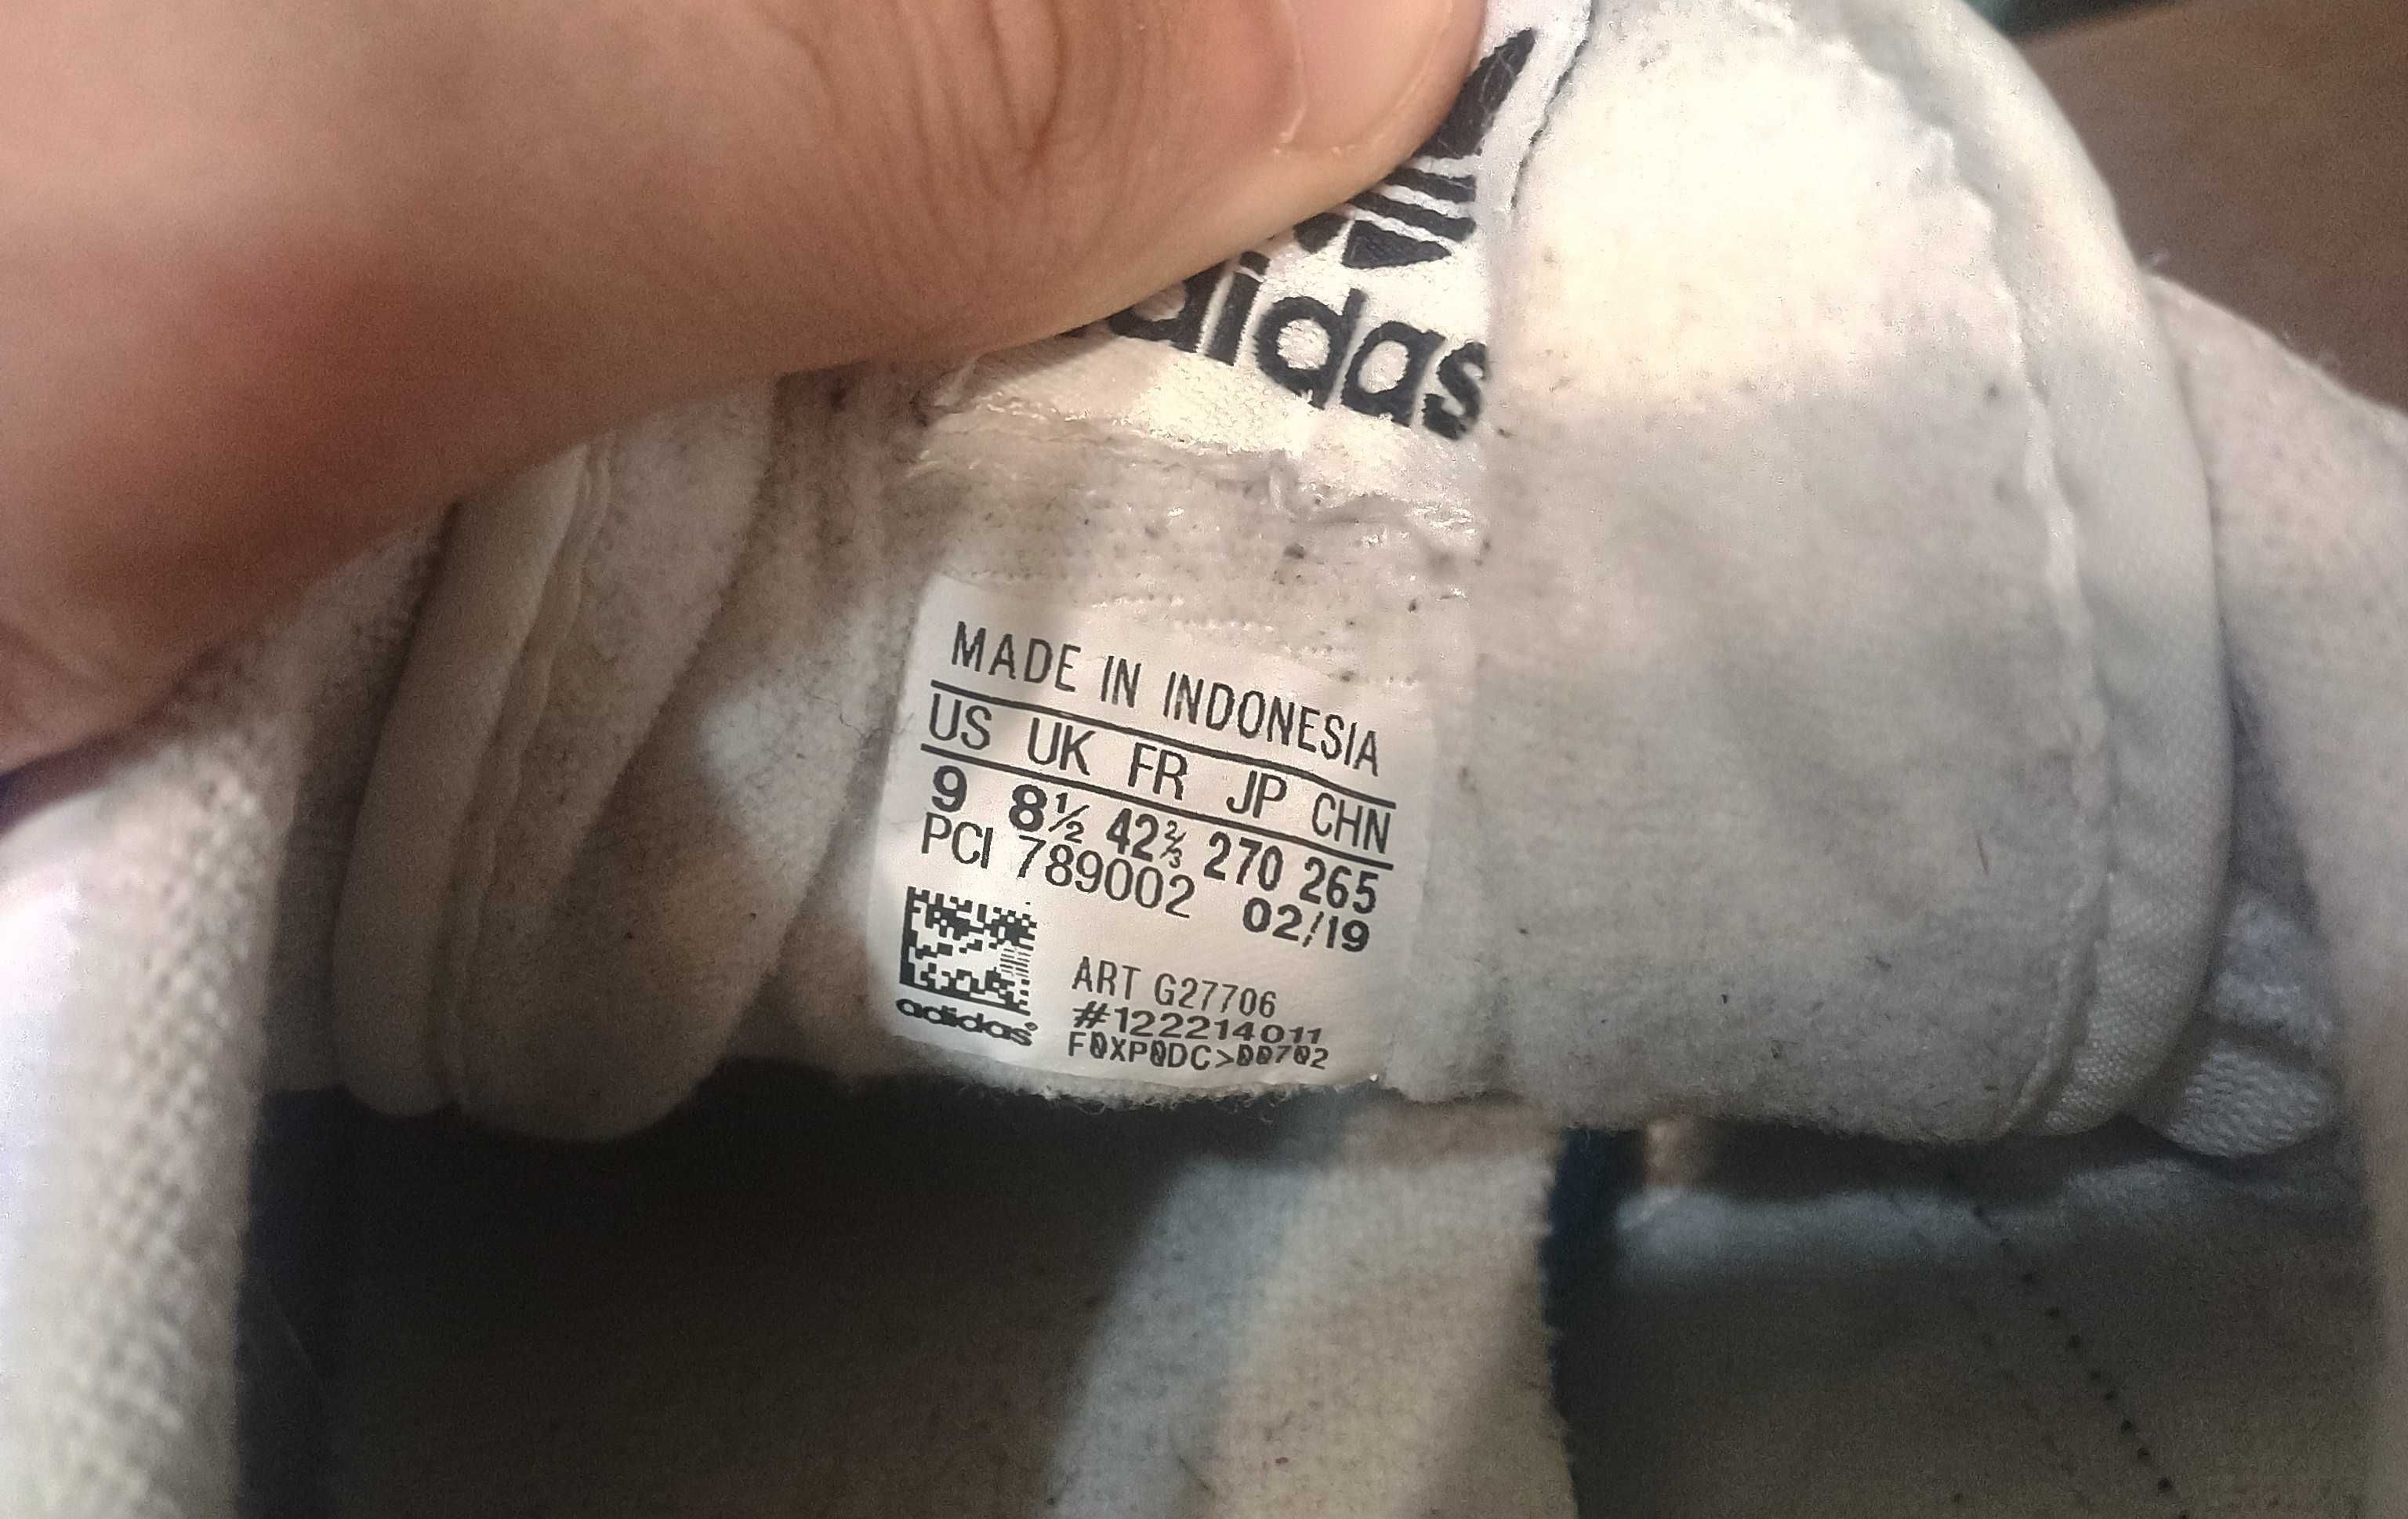 adidas
MADE IN INDONESIA
US UK FR JP CHN
9 8½ 42⅔ 270 265
PCI 789002 02/19
ART G27706
#122214011
adidas
F0XP0DC>00702